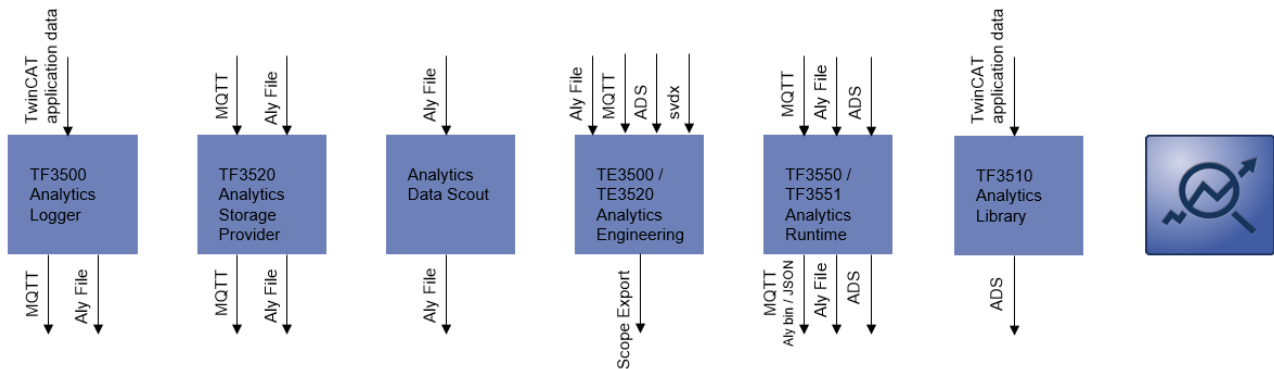 TwinCAT
application data
MQTT
Aly File
Aly File
Aly File
MQTT
ADS
svdx
MQTT
Aly File
ADS
TwinCAT
application data
TF3500
Analytics
Logger
TF3520
Analytics
Storage
Provider
Analytics
Data Scout
TE3500 /
TE3520
Analytics
Engineering
TF3550 /
TF3551
Analytics
Runtime
TF3510
Analytics
Library
MQTT
Aly File
MQTT
Aly File
Aly File
Scope Export
MQTT
Aly bin / JSON
Aly File
ADS
ADS